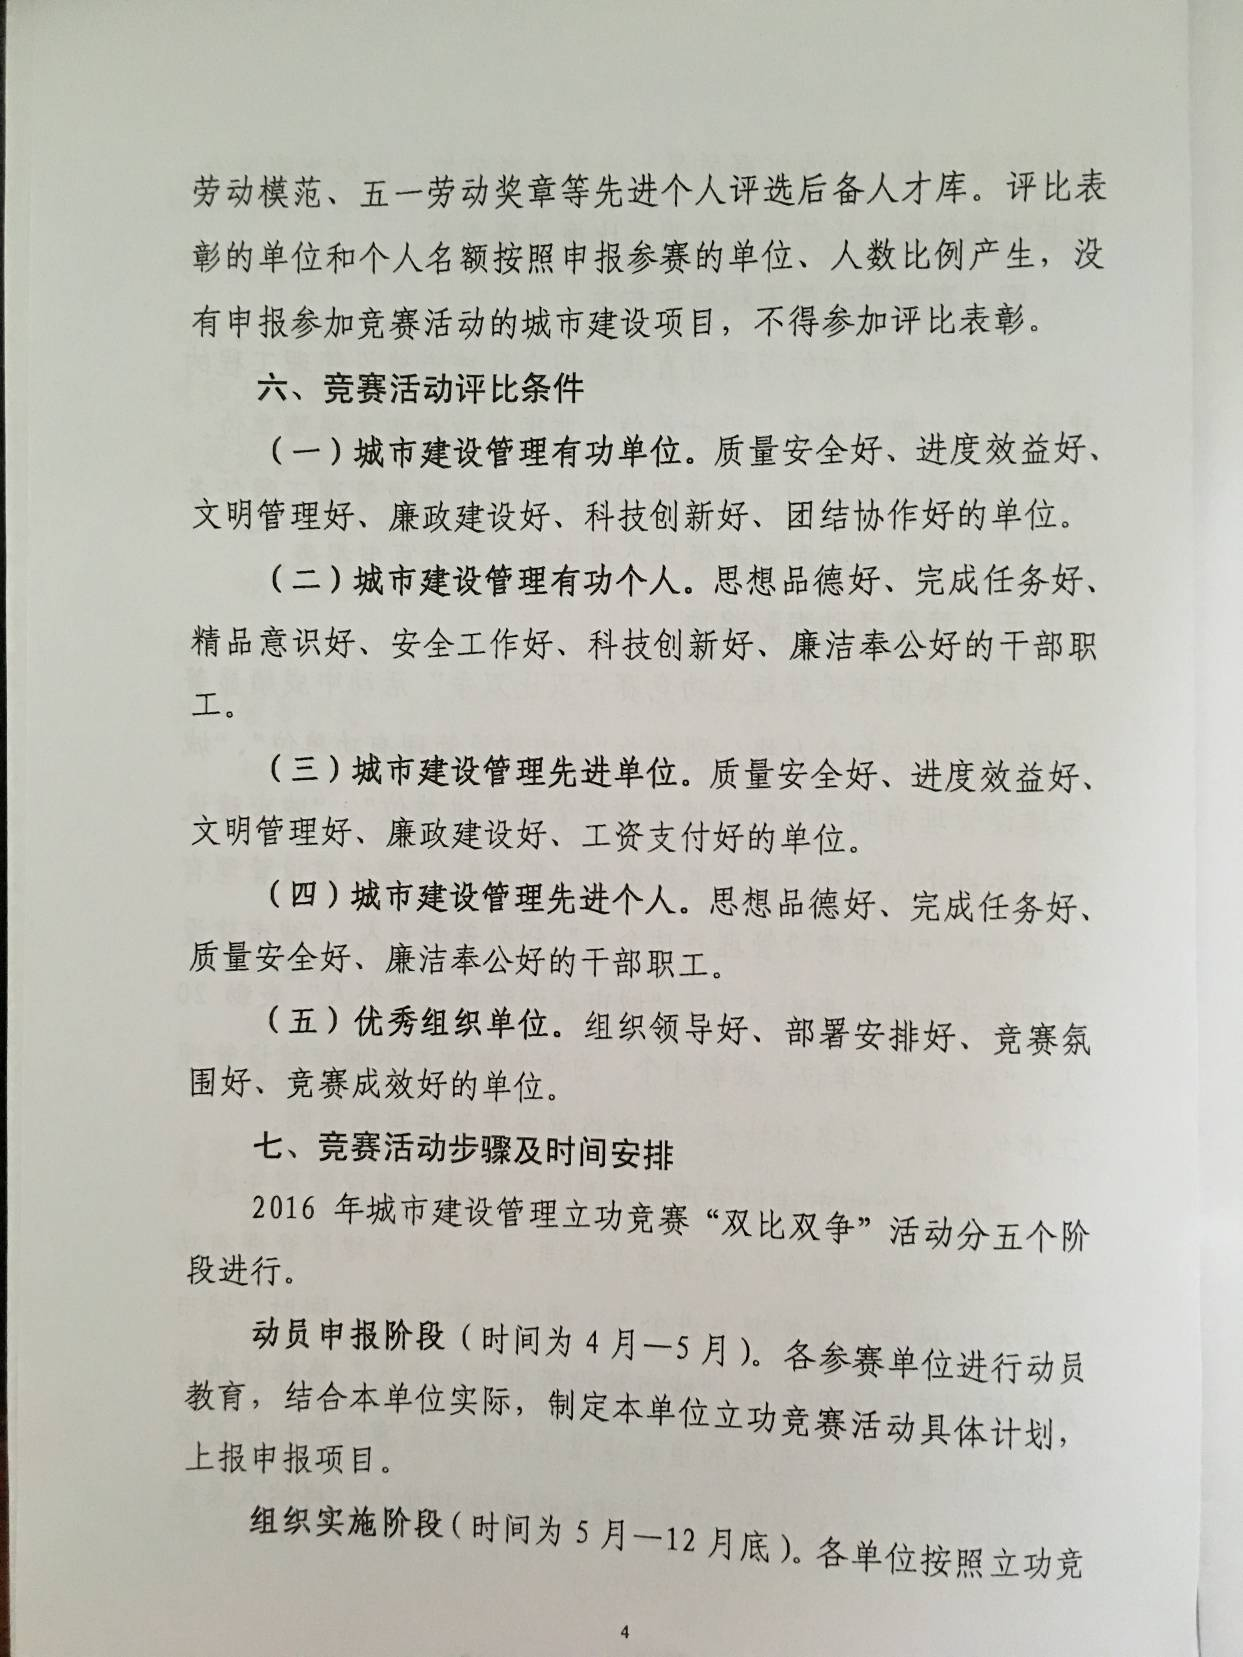 劳动模范、五一劳动奖章等先进个人评选后备人才库。评比表
彰的单位和个人名额按照申报参赛的单位、人数比例产生，没
有申报参加竞赛活动的城市建设项目，不得参加评比表彰。
六、竞赛活动评比条件
（一）城市建设管理有功单位。质量安全好、进度效益好、
文明管理好、廉政建设好、科技创新好、团结协作好的单位。
（二）城市建设管理有功个人。思想品德好、完成任务好、
精品意识好、安全工作好、科技创新好、廉洁奉公好的干部职
工。
（三）城市建设管理先进单位。质量安全好、进度效益好、
文明管理好、廉政建设好、工资支付好的单位。
（四）城市建设管理先进个人。思想品德好、完成任务好、
质量安全好、廉洁奉公好的干部职工。
（五）优秀组织单位。组织领导好、部署安排好、竞赛氛
围好、竞赛成效好的单位。
七、竞赛活动步骤及时间安排
2016 年城市建设管理立功竞赛“双比双争”活动分五个阶
段进行。
动员申报阶段（时间为 4 月—5 月）。各参赛单位进行动员
教育，结合本单位实际，制定本单位立功竞赛活动具体计划，
上报申报项目。
组织实施阶段（时间为 5 月—12 月底）。各单位按照立功竞
4